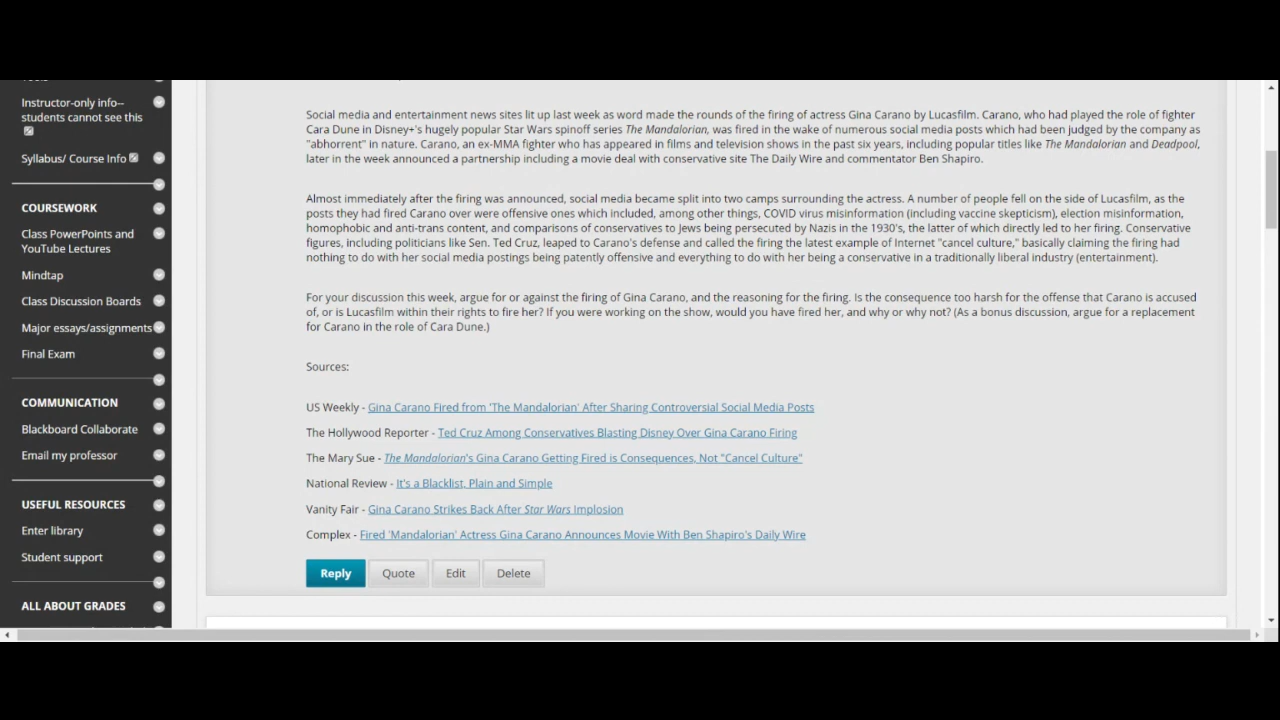 Instructor-only info--
students cannot see this
Syllabus/ Course Info
COURSEWORK
Class PowerPoints and
YouTube Lectures
Mindtap
Class Discussion Boards
Major essays/assignments
Final Exam
COMMUNICATION
Blackboard Collaborate
Email my professor
USEFUL RESOURCES
Enter library
Student support
ALL ABOUT GRADES
Social media and entertainment news sites lit up last week as word made the rounds of the firing of actress Gina Carano by Lucasfilm. Carano, who had played the role of fighter
Cara Dune in Disney+'s hugely popular Star Wars spinoff series The Mandalorian, was fired in the wake of numerous social media posts which had been judged by the company as
"abhorrent" in nature. Carano, an ex-MMA fighter who has appeared in films and television shows in the past six years, including popular titles like The Mandalorian and Deadpool,
later in the week announced a partnership including a movie deal with conservative site The Daily Wire and commentator Ben Shapiro.
Almost immediately after the firing was announced, social media became split into two camps surrounding the actress. A number of people fell on the side of Lucasfilm, as the
posts they had fired Carano over were offensive ones which included, among other things, COVID virus misinformation (including vaccine skepticism), election misinformation,
homophobic and anti-trans content, and comparisons of conservatives to Jews being persecuted by Nazis in the 1930's, the latter of which directly led to her firing. Conservative
figures, including politicians like Sen. Ted Cruz, leaped to Carano's defense and called the firing the latest example of Internet "cancel culture," basically claiming the firing had
nothing to do with her social media postings being patently offensive and everything to do with her being a conservative in a traditionally liberal industry (entertainment).
For your discussion this week, argue for or against the firing of Gina Carano, and the reasoning for the firing. Is the consequence too harsh for the offense that Carano is accused
of, or is Lucasfilm within their rights to fire her? If you were working on the show, would you have fired her, and why or why not? (As a bonus discussion, argue for a replacement
for Carano in the role of Cara Dune.)
Sources:
US Weekly - Gina Carano Fired from 'The Mandalorian' After Sharing Controversial Social Media Posts
The Hollywood Reporter - Ted Cruz Among Conservatives Blasting Disney Over Gina Carano Firing
The Mary Sue - The Mandalorian's Gina Carano Getting Fired is Consequences, Not "Cancel Culture"
National Review - It's a Blacklist, Plain and Simple
Vanity Fair - Gina Carano Strikes Back After Star Wars Implosion
Complex - Fired 'Mandalorian' Actress Gina Carano Announces Movie With Ben Shapiro's Daily Wire
Reply Quote Edit Delete